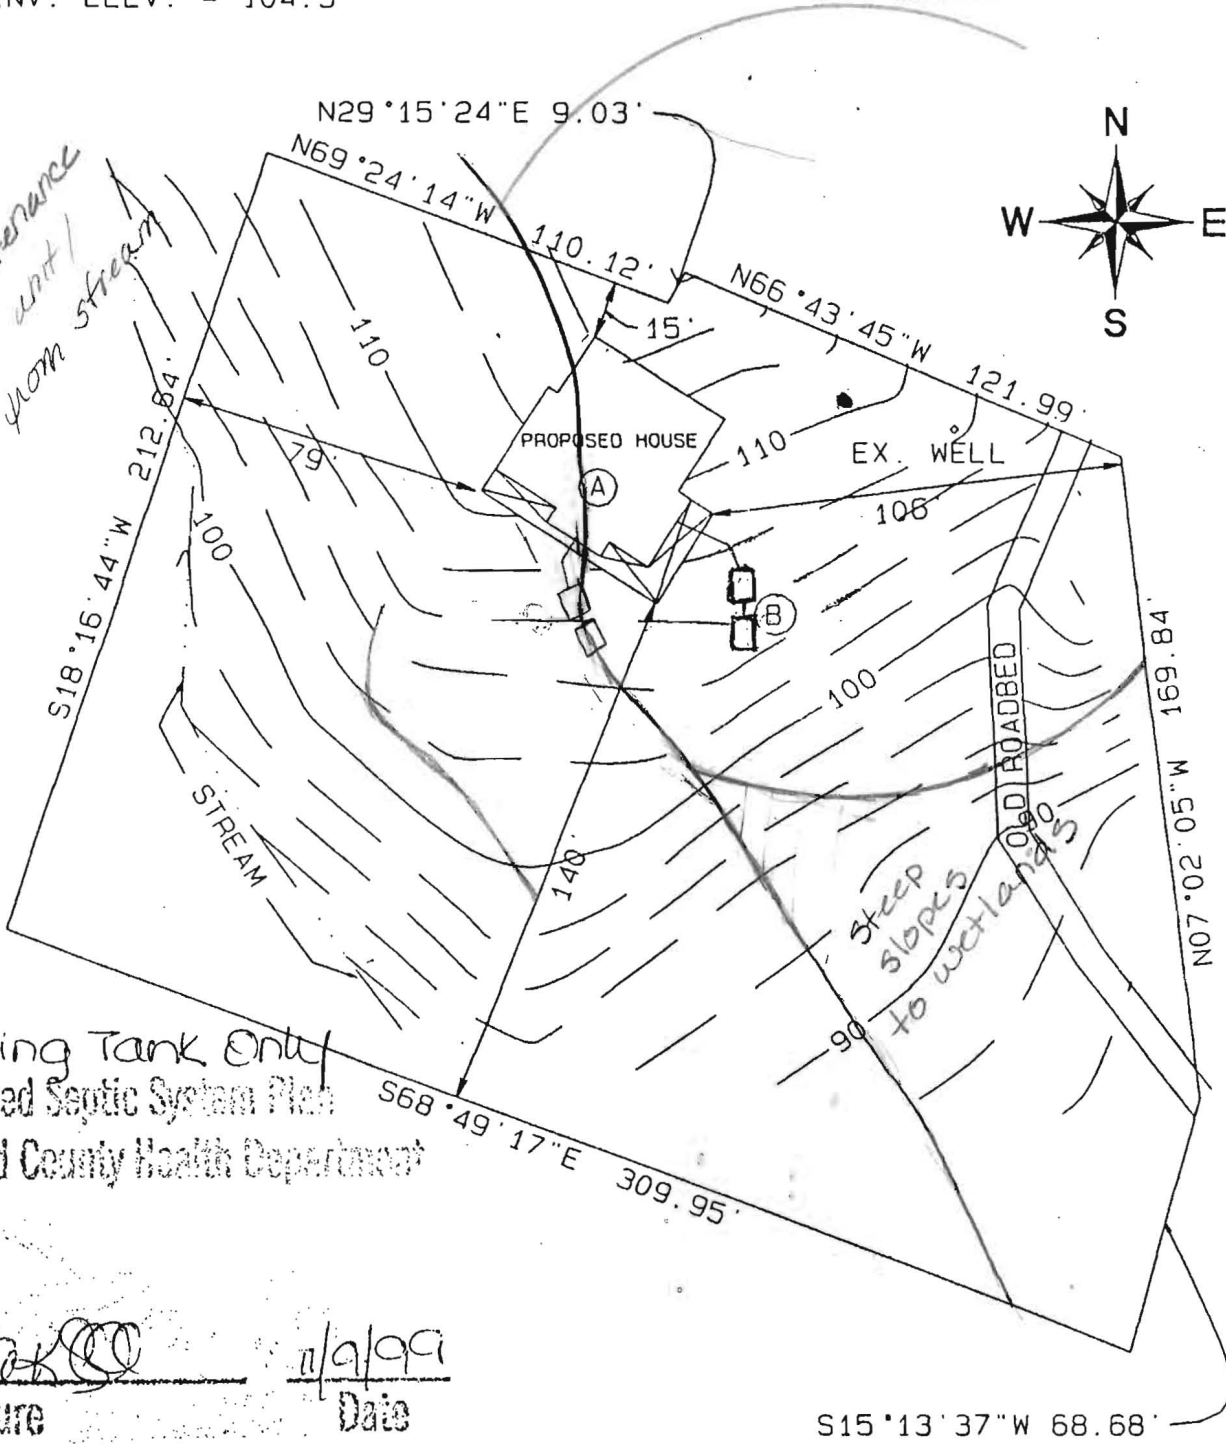 INV. ELEV. = 104.5
N29°15'24"E 9.03'
N69°24'14"W 110.12'
N
W E
S
N66°43'45"W 121.99'
15'
unit/
from stream
110
PROPOSED HOUSE
110
EX. WELL
79'
106'
A
S18°16'44"W 212.64'
100
B
100
OLD ROADBED
N07°02'05"W 169.84'
STREAM
140'
90
steep
slopes
to wetlands
90
ing Tank Only
ed Septic System Plan
d County Health Department
S68°49'17"E 309.95'
11/9/99
ure Date
S15°13'37"W 68.68'